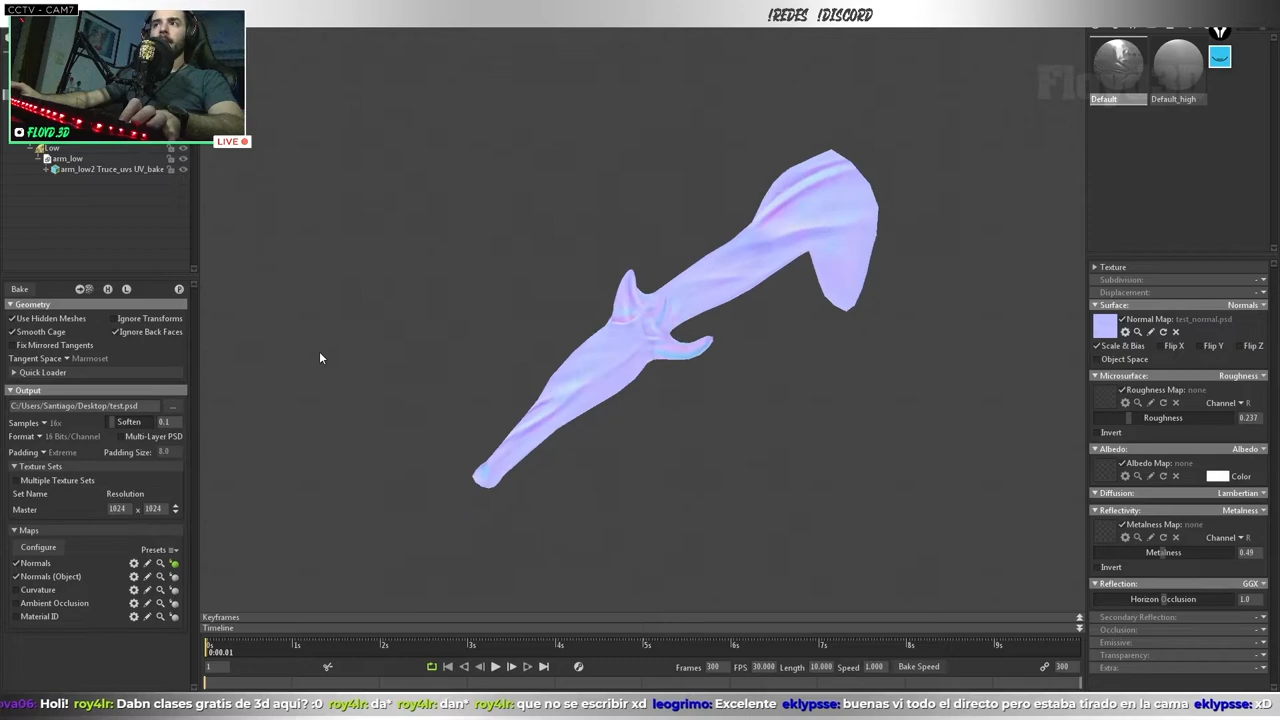 CCTV - CAM7
!REDES !DISCORD
FLOYD.3D
LIVE
Floyd.3D
Default
Default_high
Low
arm_low
arm_low2 Truce_uvs UV_bake
Bake
H
L
P
Geometry
Use Hidden Meshes
Ignore Transforms
Smooth Cage
Ignore Back Faces
Fix Mirrored Tangents
Tangent Space
Marmoset
Quick Loader
Output
C:/Users/Santiago/Desktop/test.psd
...
Samples
16x
Soften
0.1
Format
16 Bits/Channel
Multi-Layer PSD
Padding
Extreme
Padding Size:
8.0
Texture Sets
Multiple Texture Sets
Set Name
Resolution
Master
1024 x 1024
Maps
Configure
Presets
Normals
Normals (Object)
Curvature
Ambient Occlusion
Material ID
Texture
Subdivision:
Displacement:
Surface:
Normals
Normal Map: test_normal.psd
Scale & Bias
Flip X
Flip Y
Flip Z
Object Space
Microsurface:
Roughness
Roughness Map: none
Channel
R
Roughness
0.237
Invert
Albedo:
Albedo
Albedo Map: none
Color
Diffusion:
Lambertian
Reflectivity:
Metalness
Metalness Map: none
Channel
R
Metalness
0.49
Invert
Reflection:
GGX
Horizon Occlusion
1.0
Secondary Reflection:
Occlusion:
Emissive:
Transparency:
Extra:
Keyframes
Timeline
0s 1s 2s 3s 4s 5s 6s 7s 8s 9s
0:00.01
1
Frames 300 FPS 30.000 Length 10.000 Speed 1.000 Bake Speed
300
ova06: Holi! roy4lr: Dabn clases gratis de 3d aqui? :0 roy4lr: da* roy4lr: dan* roy4lr: que no se escribir xd leogrimo: Excelente eklypsse: buenas vi todo el directo pero estaba tirado en la cama eklypsse: xD